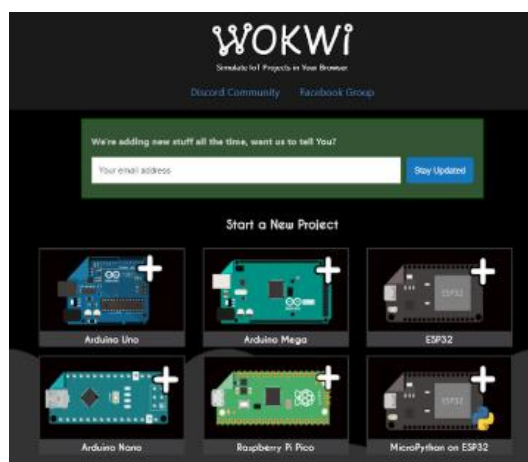 WOKWi
Simulate IoT Projects in Your Browser
Discord Community Facebook Group
We're adding new stuff all the time, want us to tell You?
Your email address Stay Updated
Start a New Project
Arduino Uno Arduino Mega ESP32
ESP32
Arduino Nano Raspberry Pi Pico MicroPython on ESP32
ESP32